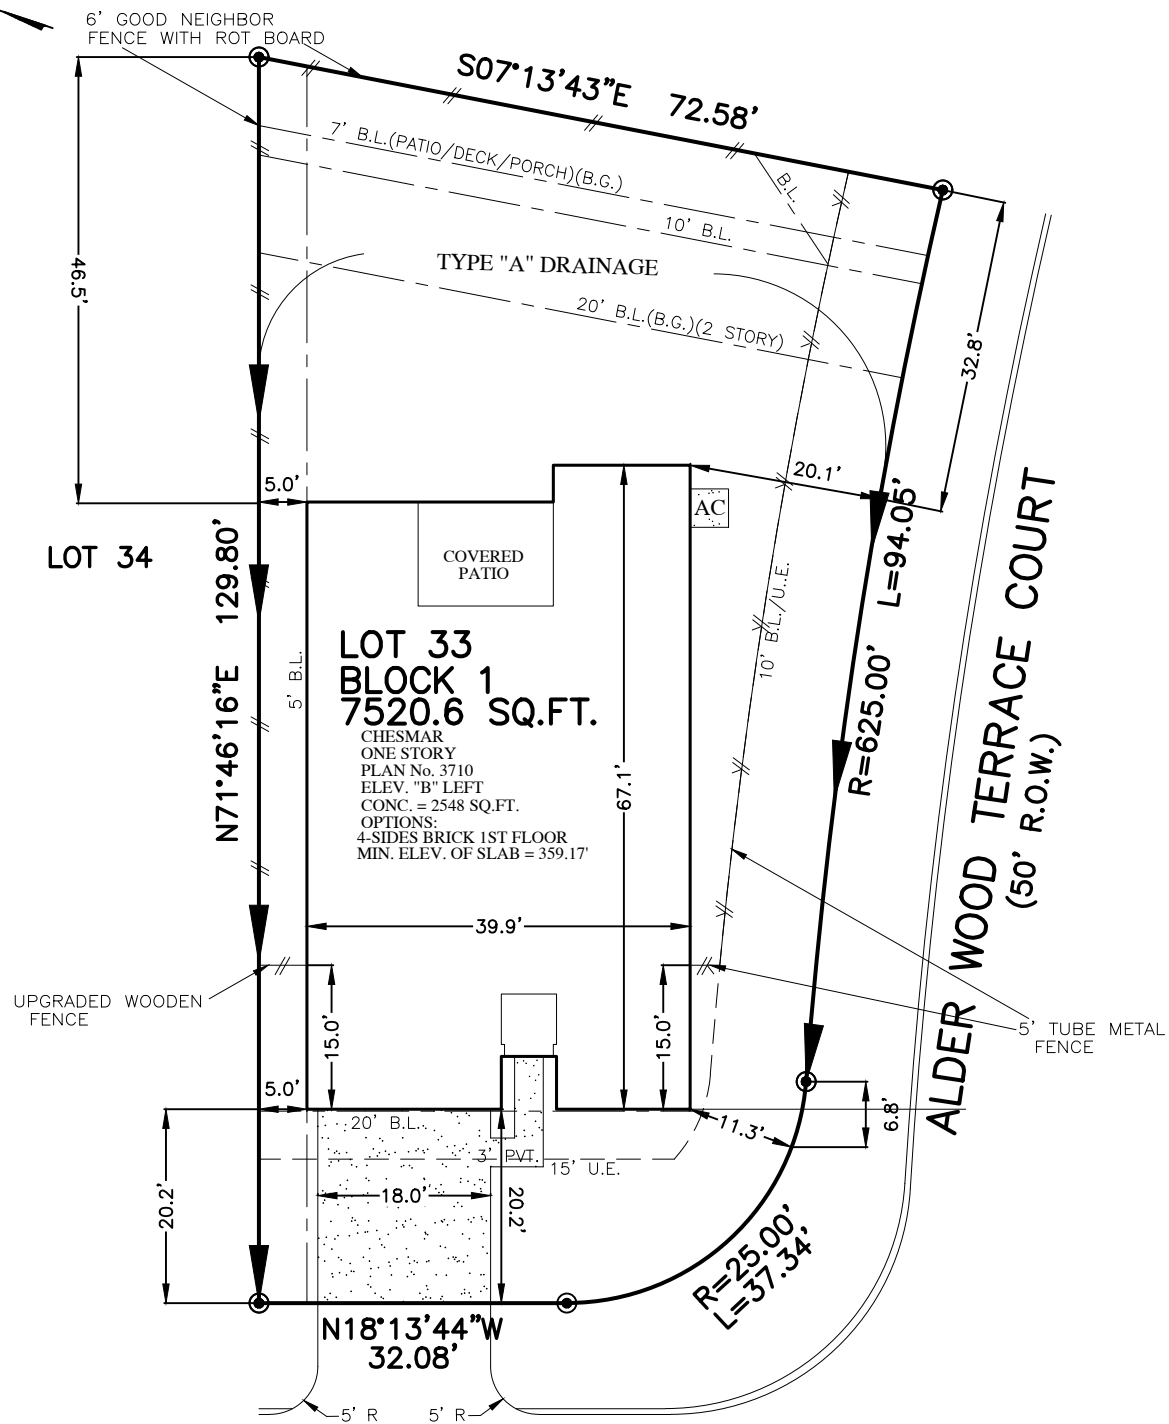 6' GOOD NEIGHBOR
FENCE WITH ROT BOARD
S07°13'43"E 72.58'
7' B.L.(PATIO/DECK/PORCH)(B.G.)
B.L.
10' B.L.
TYPE "A" DRAINAGE
20' B.L.(B.G.)(2 STORY)
46.5'
32.8'
5.0'
20.1'
AC
L=94.05'
LOT 34
COVERED
PATIO
N71°46'16"E 129.80'
5' B.L.
LOT 33
BLOCK 1
7520.6 SQ.FT.
CHESMAR
ONE STORY
PLAN No. 3710
ELEV. "B" LEFT
CONC. = 2548 SQ.FT.
OPTIONS:
4-SIDES BRICK 1ST FLOOR
MIN. ELEV. OF SLAB = 359.17'
67.1'
10' B.L./U..E.
R=625.00'
ALDER WOOD TERRACE COURT
(50' R.O.W.)
39.9'
UPGRADED WOODEN
FENCE
15.0'
15.0'
5' TUBE METAL
FENCE
5.0'
20' B.L.
11.3'
6.8'
3' PVT.
15' U.E.
20.2'
18.0'
20.2'
R=25.00'
L=37.34'
N18°13'44"W
32.08'
5' R
5' R